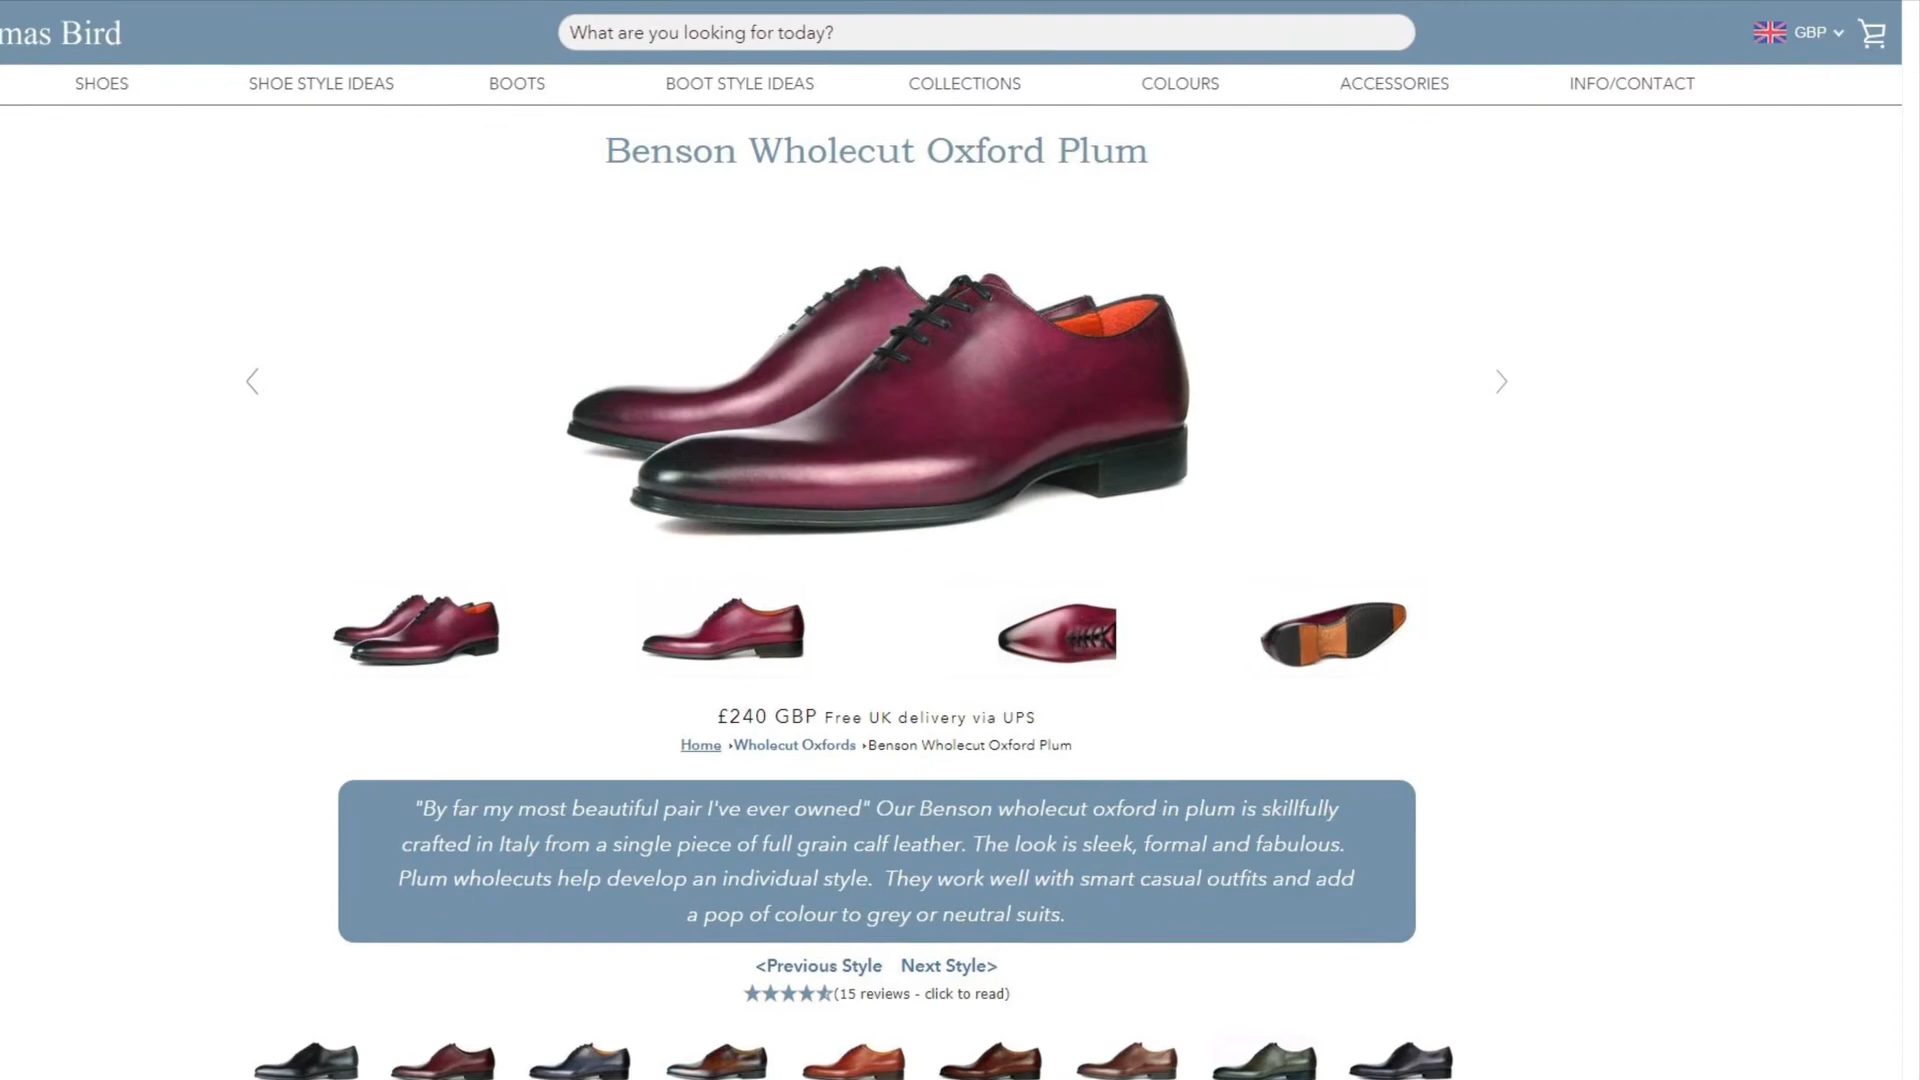 mas Bird
What are you looking for today?
GBP
SHOES SHOE STYLE IDEAS BOOTS BOOT STYLE IDEAS COLLECTIONS COLOURS ACCESSORIES INFO/CONTACT
Benson Wholecut Oxford Plum
£240 GBP Free UK delivery via UPS
Home ›Wholecut Oxfords ›Benson Wholecut Oxford Plum
"By far my most beautiful pair I've ever owned" Our Benson wholecut oxford in plum is skillfully
crafted in Italy from a single piece of full grain calf leather. The look is sleek, formal and fabulous.
Plum wholecuts help develop an individual style. They work well with smart casual outfits and add
a pop of colour to grey or neutral suits.
<Previous Style Next Style>
(15 reviews - click to read)